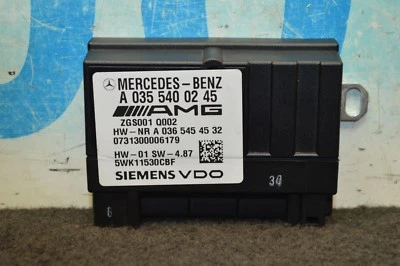 MERCEDES-BENZ
A 035 540 02 45
AMG
ZGS001 Q002
HW-NR A 036 545 45 32
0731300006179
HW-01 SW-4.87
5WK11530CBF
SIEMENS VDO
6
34